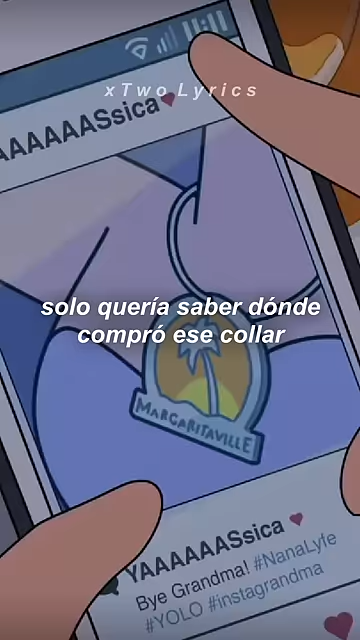 xTwo Lyrics
AAAAAASsica
solo quería saber dónde
compró ese collar
MARGARITAVILLE
YAAAAAASsica
Bye Grandma! #NanaLyfe
#YOLO #instagrandma